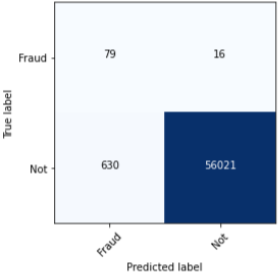 Fraud 79 16
True label
Not 630 56021
Fraud Not
Predicted label